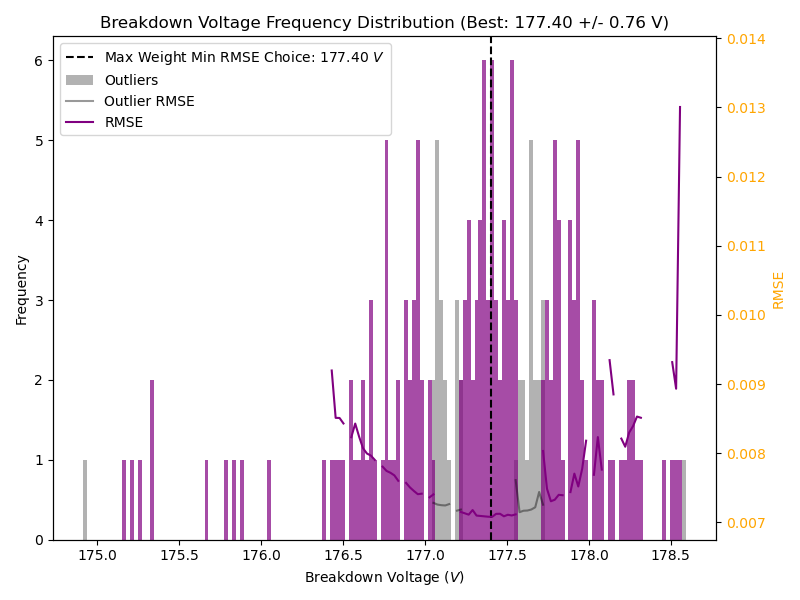 Breakdown Voltage Frequency Distribution (Best: 177.40 +/- 0.76 V)
Max Weight Min RMSE Choice: 177.40 V
Outliers
Outlier RMSE
RMSE
Frequency
6
5
4
3
2
1
0
0.014
0.013
0.012
0.011
0.010
0.009
0.008
0.007
RMSE
175.0 175.5 176.0 176.5 177.0 177.5 178.0 178.5
Breakdown Voltage (V)